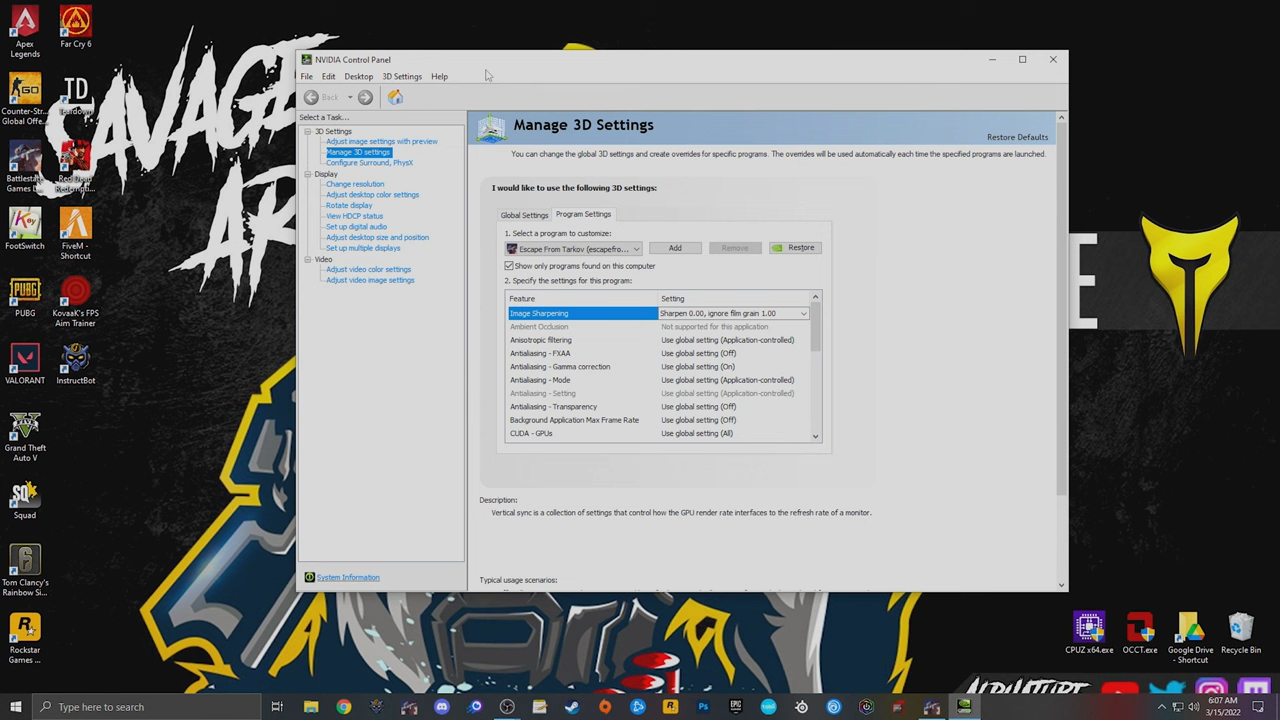 Apex
Legends
Far Cry 6
Counter-Str...
Global Offe...
Teardown
Battlestate
Games L...
Red Dead
Redempti...
FootSwitch
FiveM -
Shortcut
PUBG
KovaaK's FPS
Aim Trainer
VALORANT
InstructBot
Grand Theft
Auto V
Squad
Tom Clancy's
Rainbow Si...
Rockstar
Games ...
NVIDIA Control Panel
File Edit Desktop 3D Settings Help
Back
Select a Task...
3D Settings
Adjust image settings with preview
Manage 3D settings
Configure Surround, PhysX
Display
Change resolution
Adjust desktop color settings
Rotate display
View HDCP status
Set up digital audio
Adjust desktop size and position
Set up multiple displays
Video
Adjust video color settings
Adjust video image settings
System Information
Manage 3D Settings
Restore Defaults
You can change the global 3D settings and create overrides for specific programs. The overrides will be used automatically each time the specified programs are launched.
I would like to use the following 3D settings:
Global Settings Program Settings
1. Select a program to customize:
Escape From Tarkov (escapefro... Add Remove Restore
Show only programs found on this computer
2. Specify the settings for this program:
Feature Setting
Image Sharpening Sharpen 0.00, ignore film grain 1.00
Ambient Occlusion Not supported for this application
Anisotropic filtering Use global setting (Application-controlled)
Antialiasing - FXAA Use global setting (Off)
Antialiasing - Gamma correction Use global setting (On)
Antialiasing - Mode Use global setting (Application-controlled)
Antialiasing - Setting Use global setting (Application-controlled)
Antialiasing - Transparency Use global setting (Off)
Background Application Max Frame Rate Use global setting (Off)
CUDA - GPUs Use global setting (All)
Description:
Vertical sync is a collection of settings that control how the GPU render rate interfaces to the refresh rate of a monitor.
Typical usage scenarios:
CPUZ x64.exe
OCCT.exe
Google Drive
- Shortcut
Recycle Bin
Type here to search
6:07 AM
3/15/2022